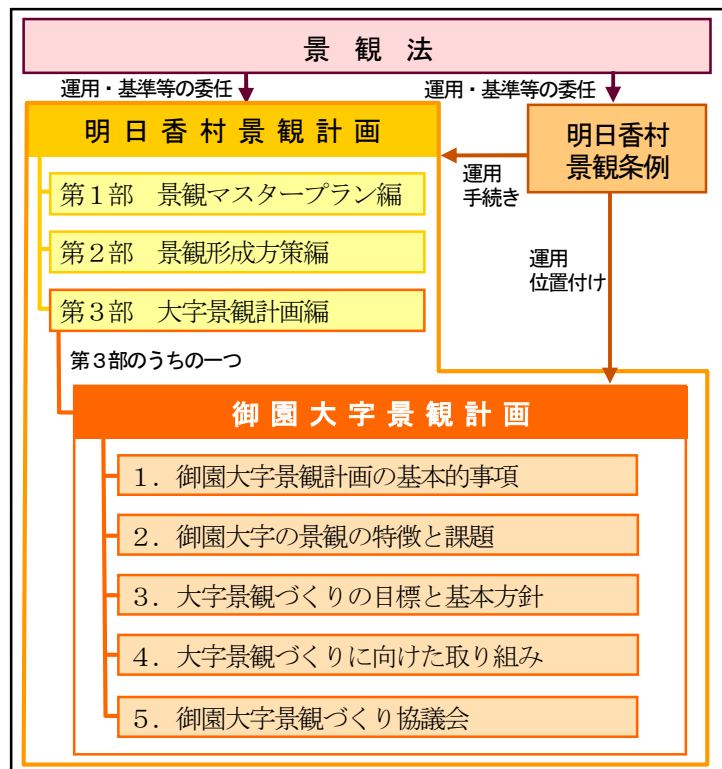 景観法
運用・基準等の委任
運用・基準等の委任
明日香村景観計画
明日香村
景観条例
運用
手続き
第１部　景観マスタープラン編
第２部　景観形成方策編
運用
位置付け
第３部　大字景観計画編
第３部のうちの一つ
御園大字景観計画
１．御園大字景観計画の基本的事項
２．御園大字の景観の特徴と課題
３．大字景観づくりの目標と基本方針
４．大字景観づくりに向けた取り組み
５．御園大字景観づくり協議会